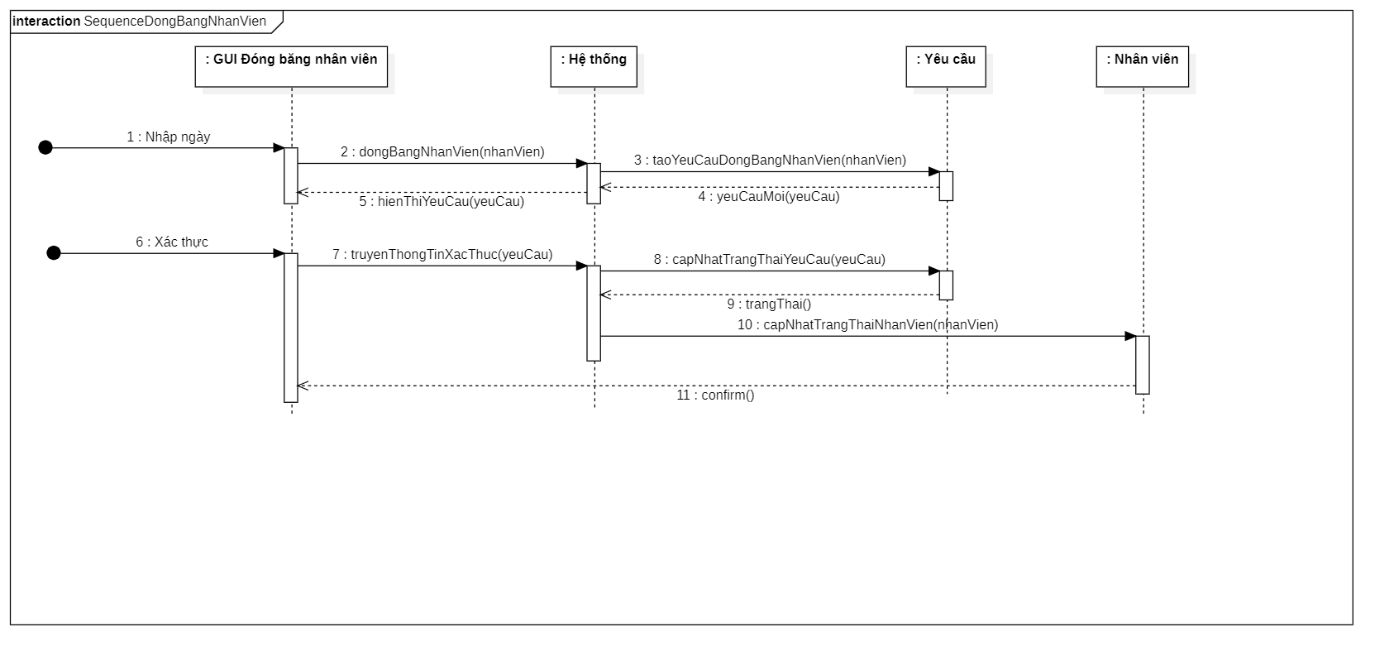 interaction SequenceDongBangNhanVien
: GUI Đóng băng nhân viên
: Hệ thống
: Yêu cầu
: Nhân viên
1 : Nhập ngày
2 : dongBangNhanVien(nhanVien)
3 : taoYeuCauDongBangNhanVien(nhanVien)
4 : yeuCauMoi(yeuCau)
5 : hienThiYeuCau(yeuCau)
6 : Xác thực
7 : truyenThongTinXacThuc(yeuCau)
8 : capNhatTrangThaiYeuCau(yeuCau)
9 : trangThai()
10 : capNhatTrangThaiNhanVien(nhanVien)
11 : confirm()